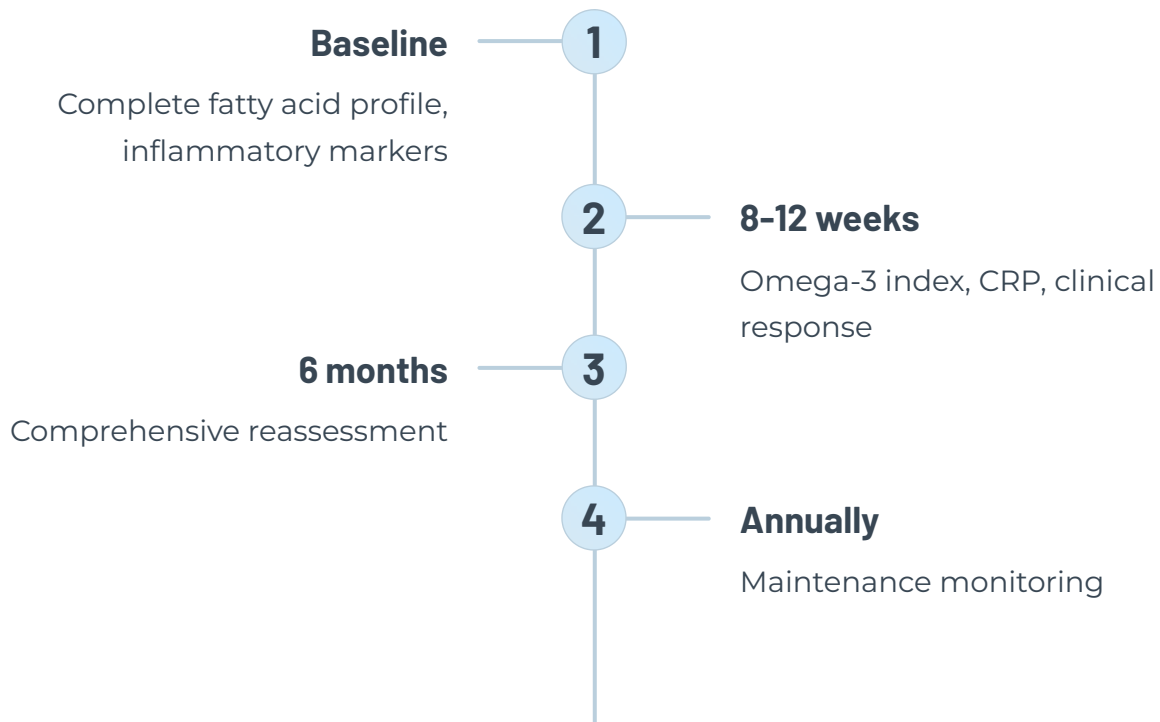 1
Baseline
Complete fatty acid profile,
inflammatory markers
2
8-12 weeks
Omega-3 index, CRP, clinical
response
3
6 months
Comprehensive reassessment
4
Annually
Maintenance monitoring